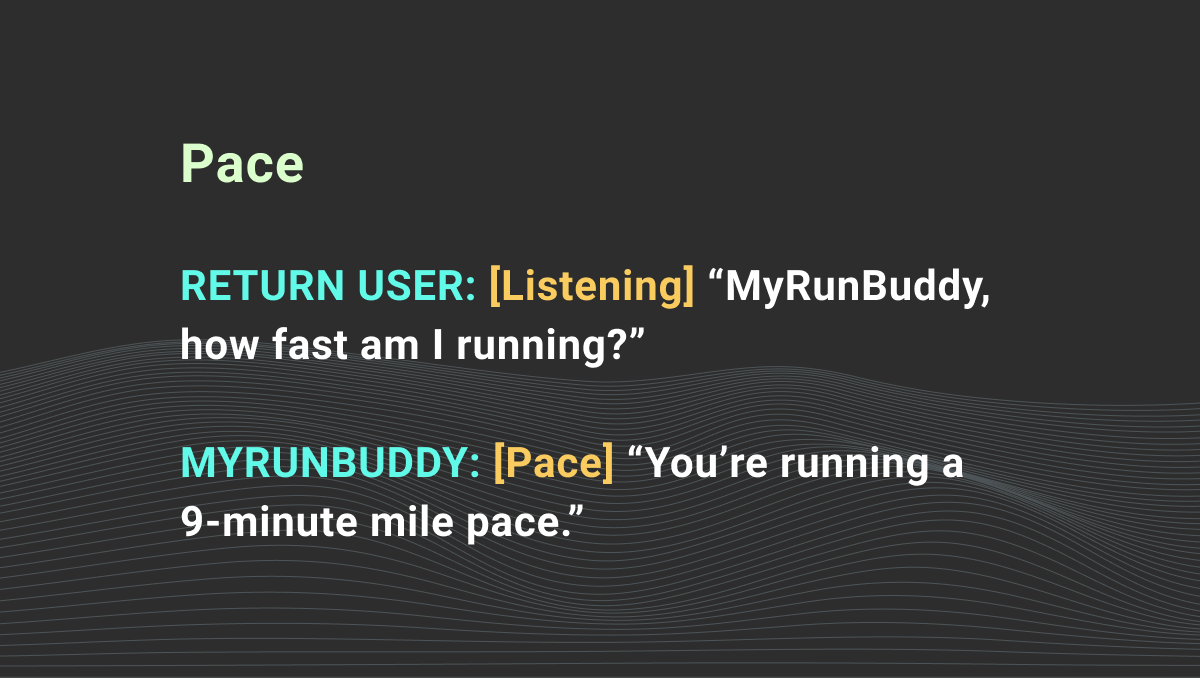 Pace
RETURN USER: [Listening] “MyRunBuddy,
how fast am I running?”
MYRUNBUDDY: [Pace] “You’re running a
9-minute mile pace.”